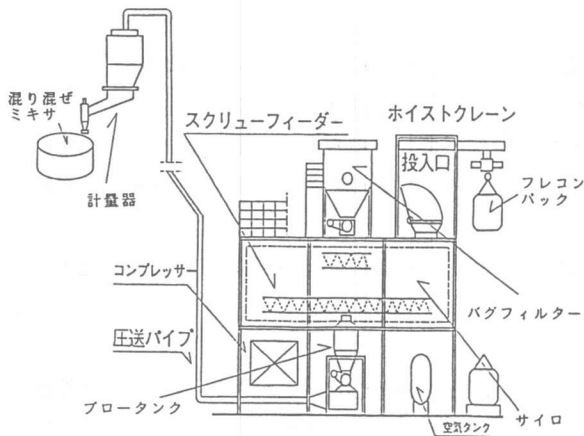 混り混ぜ
ミキサ
計量器
スクリューフィーダー
ホイストクレーン
投入口
フレコン
バック
コンプレッサー
バグフィルター
圧送パイプ
ブロータンク
空気タンク
サイロ